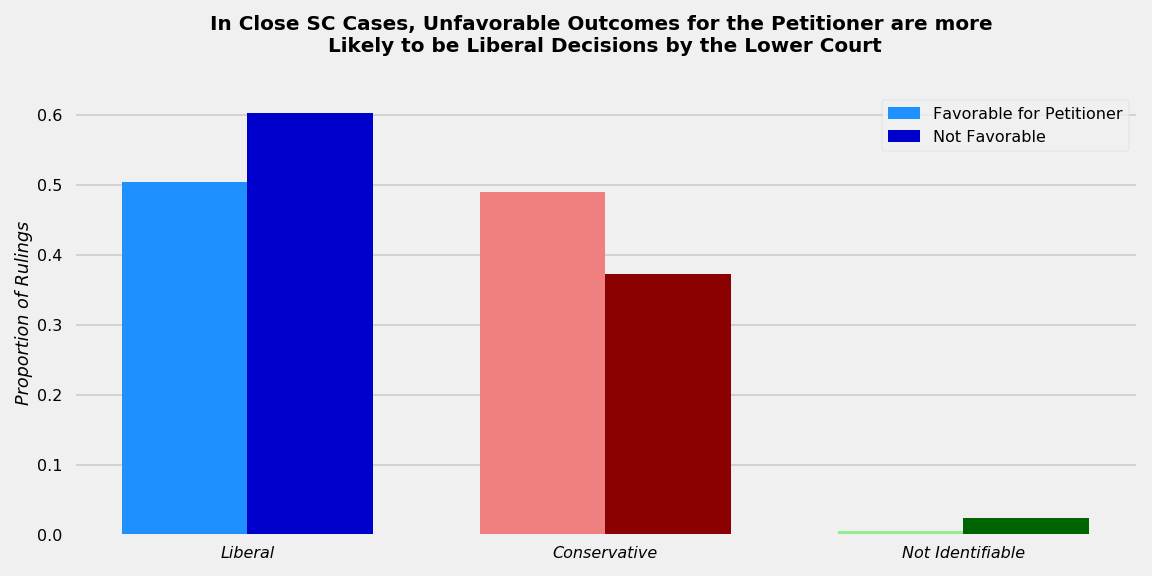 In Close SC Cases, Unfavorable Outcomes for the Petitioner are more
Likely to be Liberal Decisions by the Lower Court
Favorable for Petitioner
Not Favorable
Proportion of Rulings
0.6
0.5
0.4
0.3
0.2
0.1
0.0
Liberal
Conservative
Not Identifiable